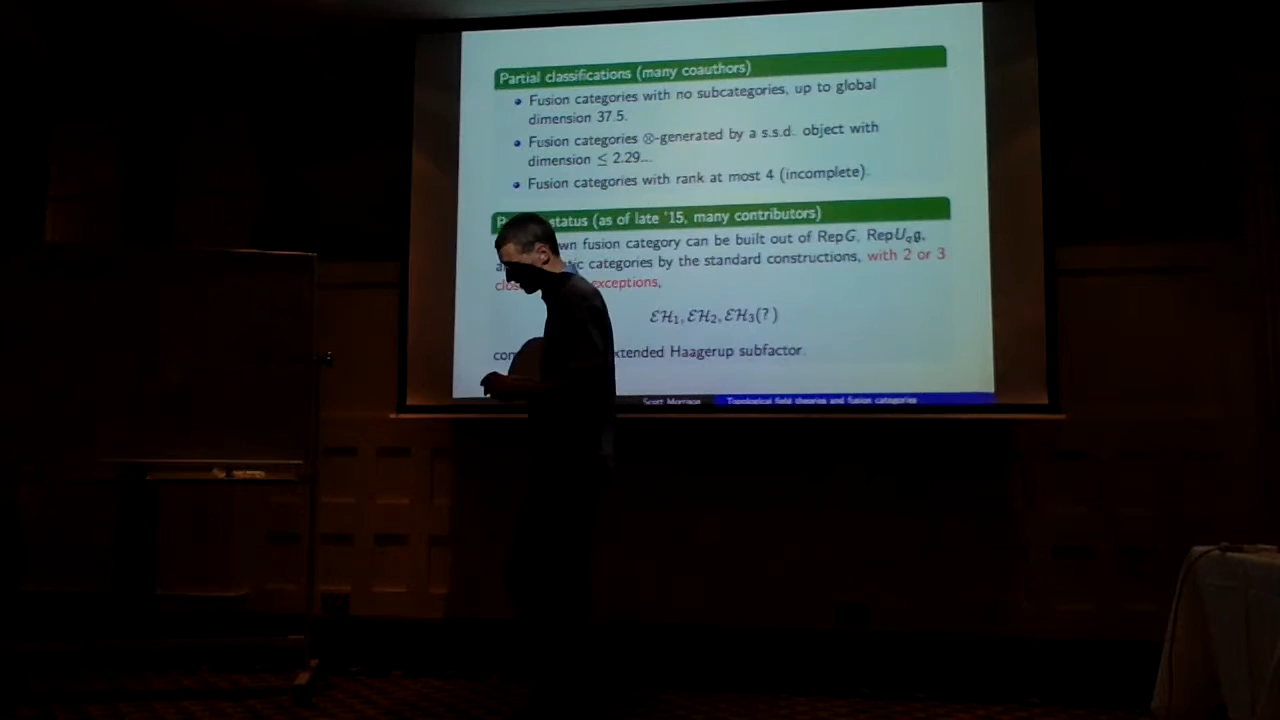 Partial classifications (many coauthors)
• Fusion categories with no subcategories, up to global
dimension 37.5.
• Fusion categories ⊗-generated by a s.s.d. object with
dimension ≤ 2.29...
• Fusion categories with rank at most 4 (incomplete).
status (as of late '15, many contributors)
fusion category can be built out of RepG, RepU_q𝔤,
categories by the standard constructions, with 2 or 3
exceptions,
ℰℋ₁, ℰℋ₂, ℰℋ₃(?)
Haagerup subfactor.
Scott Morrison Topological field theories and fusion categories